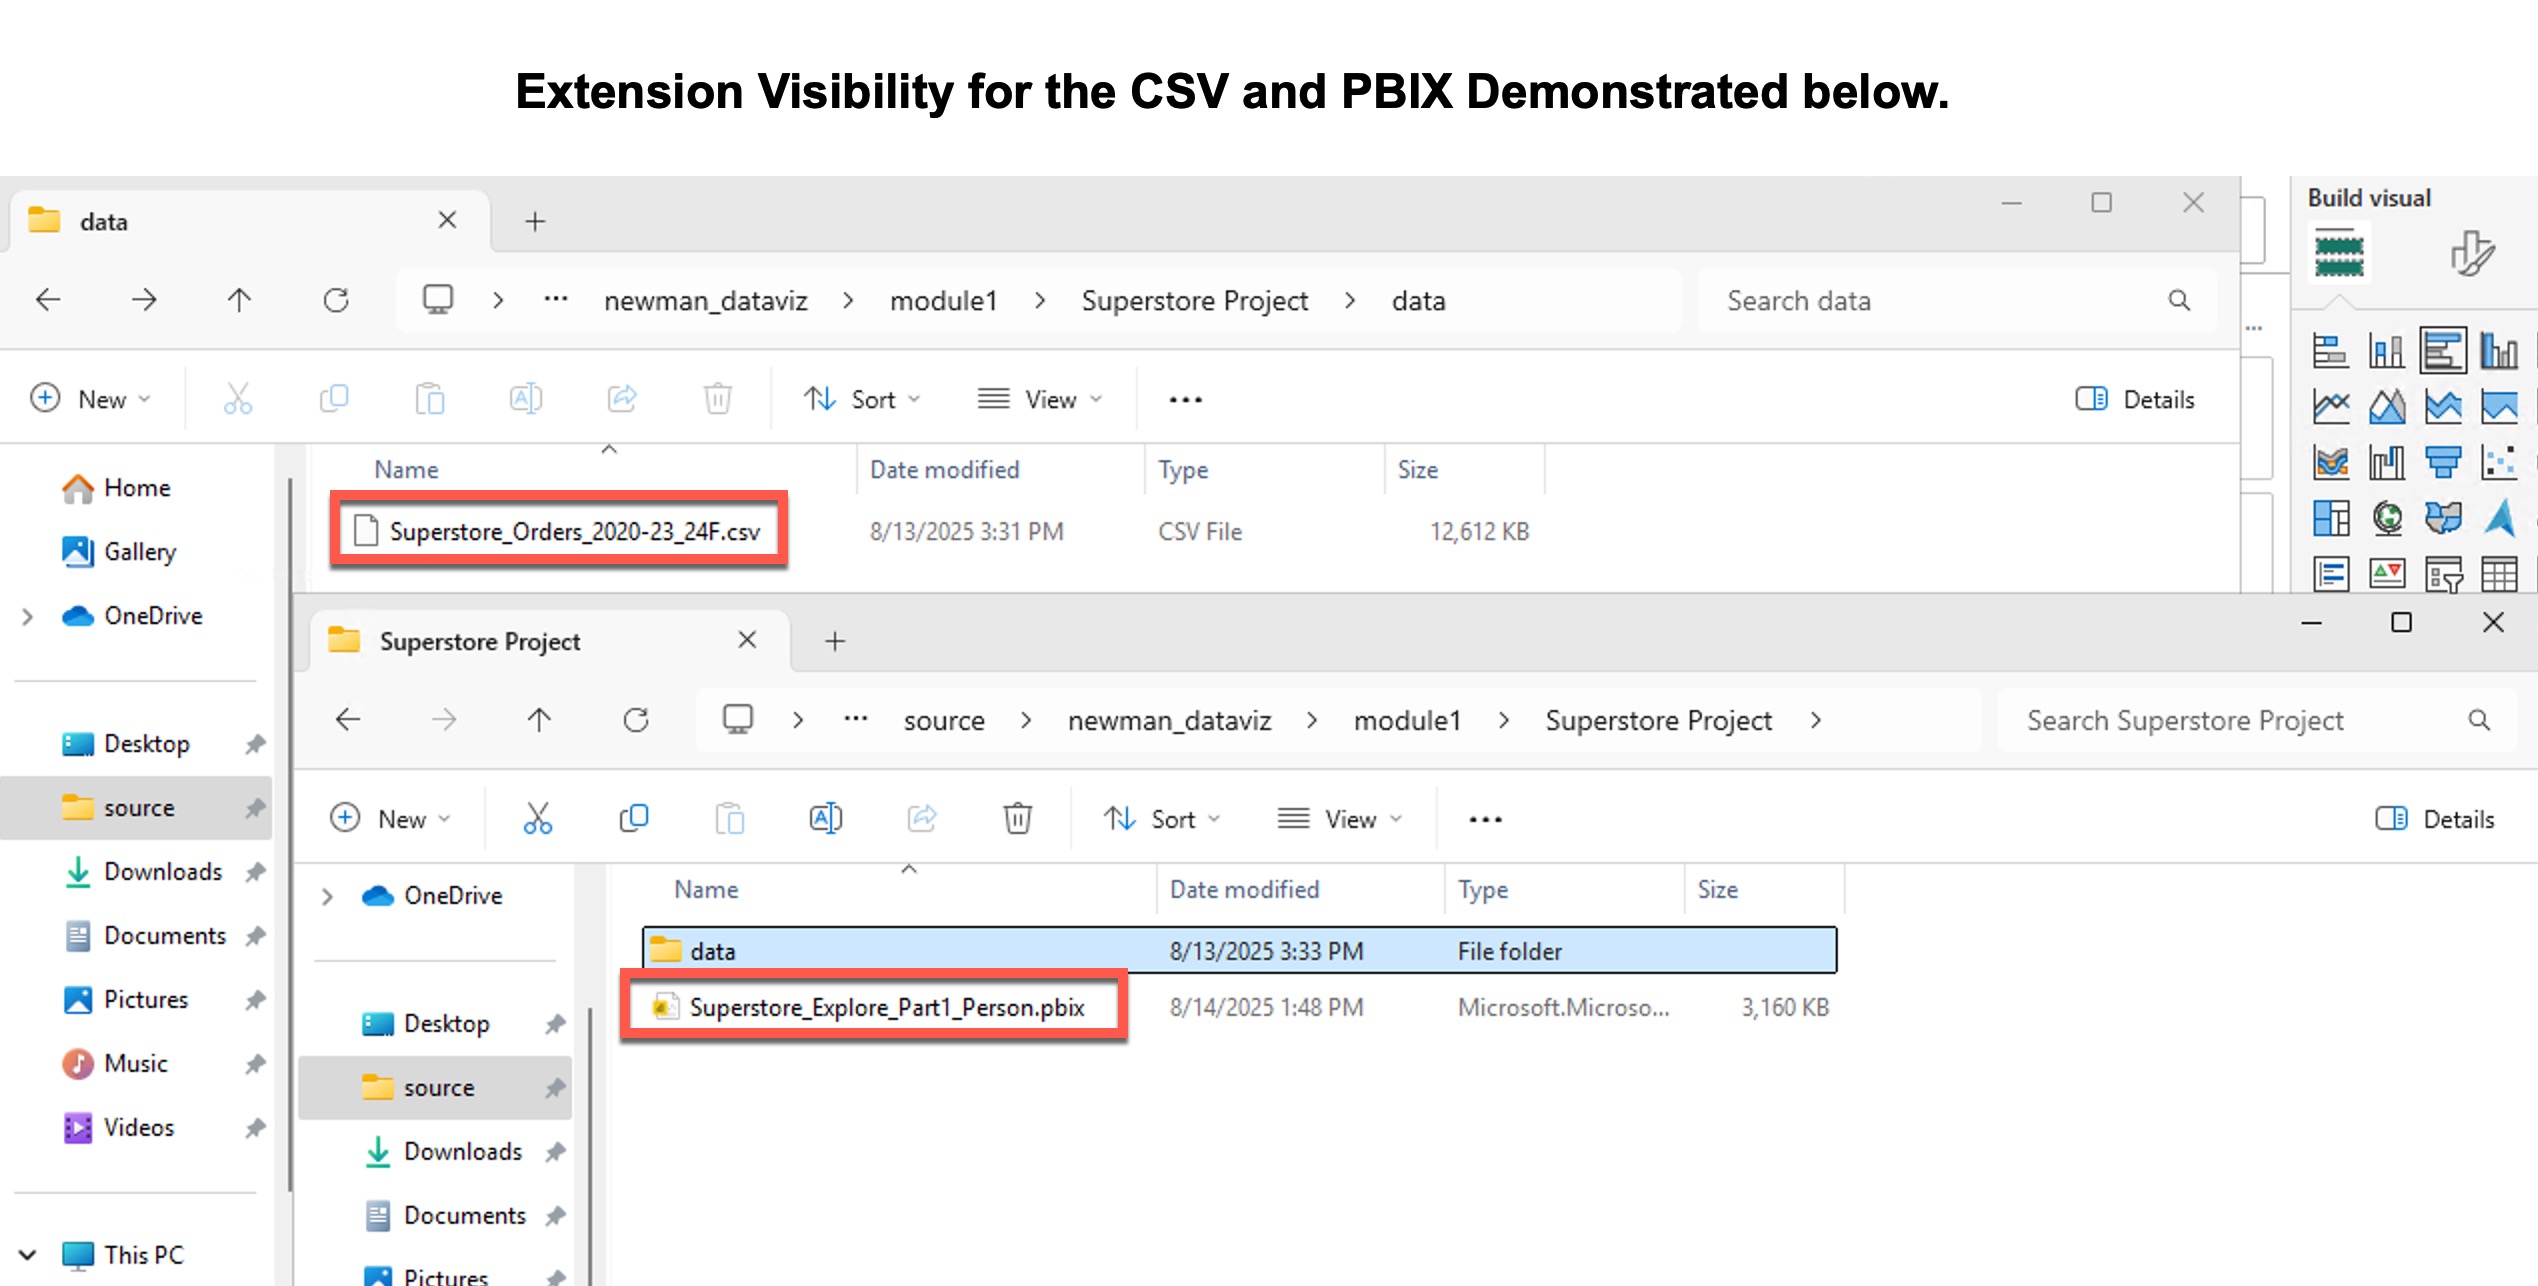 Extension Visibility for the CSV and PBIX Demonstrated below.
data
Build visual
... newman_dataviz > module1 > Superstore Project > data
Search data
New
Sort
View
...
Details
Name
Date modified
Type
Size
Superstore_Orders_2020-23_24F.csv
8/13/2025 3:31 PM
CSV File
12,612 KB
Home
Gallery
OneDrive
Desktop
source
Downloads
Documents
Pictures
Music
Videos
This PC
Superstore Project
... source > newman_dataviz > module1 > Superstore Project >
Search Superstore Project
New
Sort
View
...
Details
Name
Date modified
Type
Size
data
8/13/2025 3:33 PM
File folder
Superstore_Explore_Part1_Person.pbix
8/14/2025 1:48 PM
Microsoft.Microso...
3,160 KB
OneDrive
Desktop
source
Downloads
Documents
Pictures